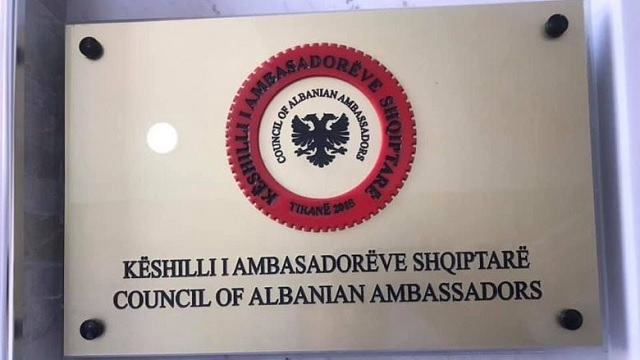 KËSHILLI I AMBASADORËVE SHQIPTARË
COUNCIL OF ALBANIAN AMBASSADORS
TIRANË 2018
KËSHILLI I AMBASADORËVE SHQIPTARË
COUNCIL OF ALBANIAN AMBASSADORS